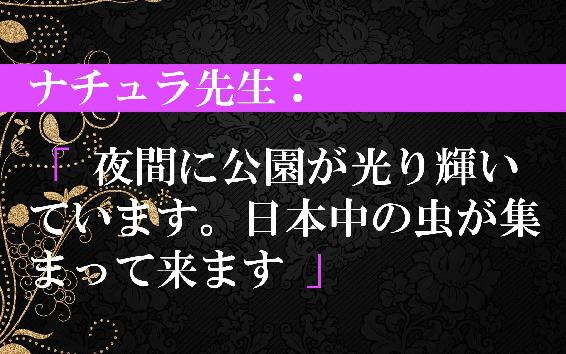 ナチュラ先生：
「 夜間に公園が光り輝い
ています。日本中の虫が集
まって来ます 」